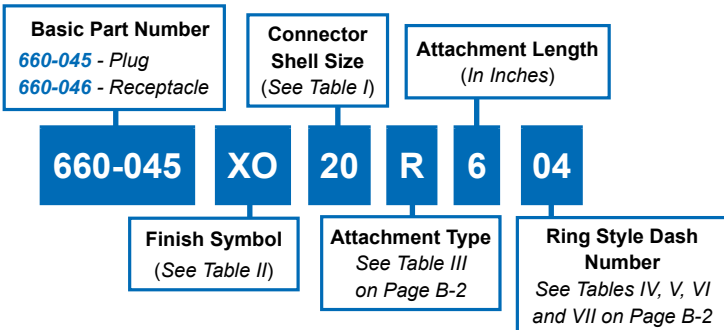 Basic Part Number
660-045 - Plug
660-046 - Receptacle
Connector
Shell Size
(See Table I)
Attachment Length
(In Inches)
660-045
XO
20
R
6
04
Finish Symbol
(See Table II)
Attachment Type
See Table III
on Page B-2
Ring Style Dash
Number
See Tables IV, V, VI
and VII on Page B-2